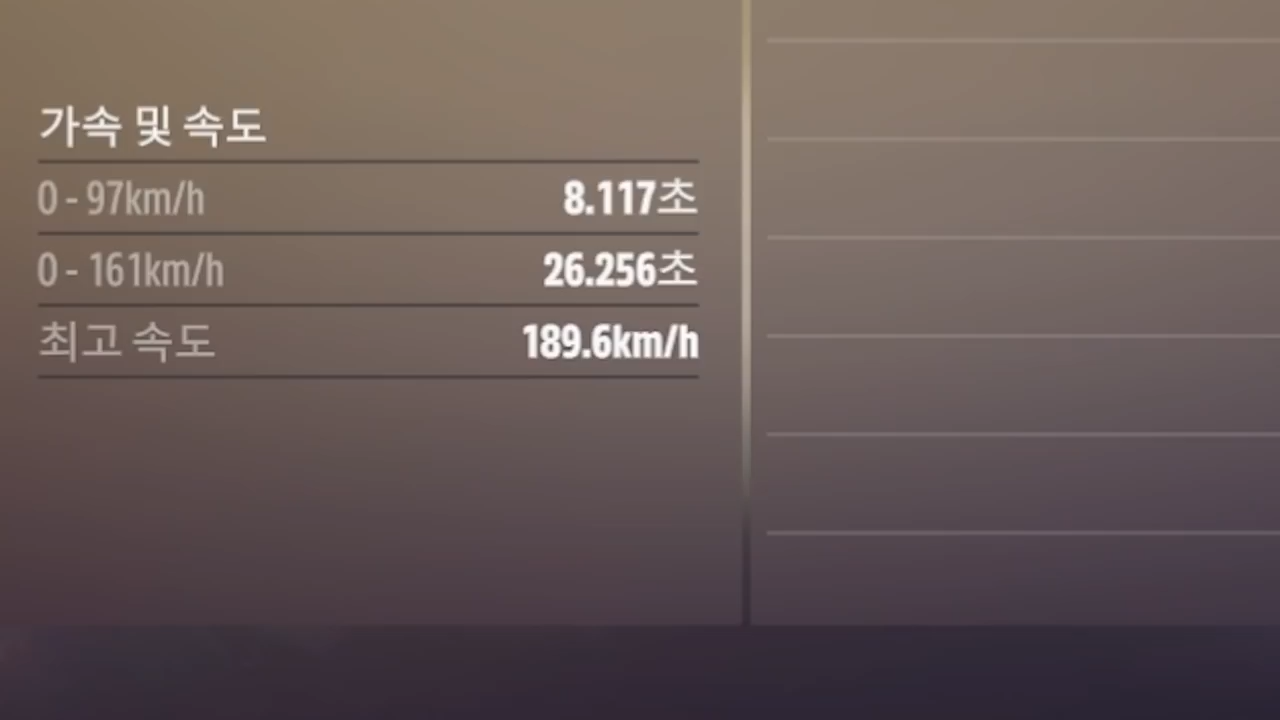 가속 및 속도
0 - 97km/h 8.117초
0 - 161km/h 26.256초
최고 속도 189.6km/h